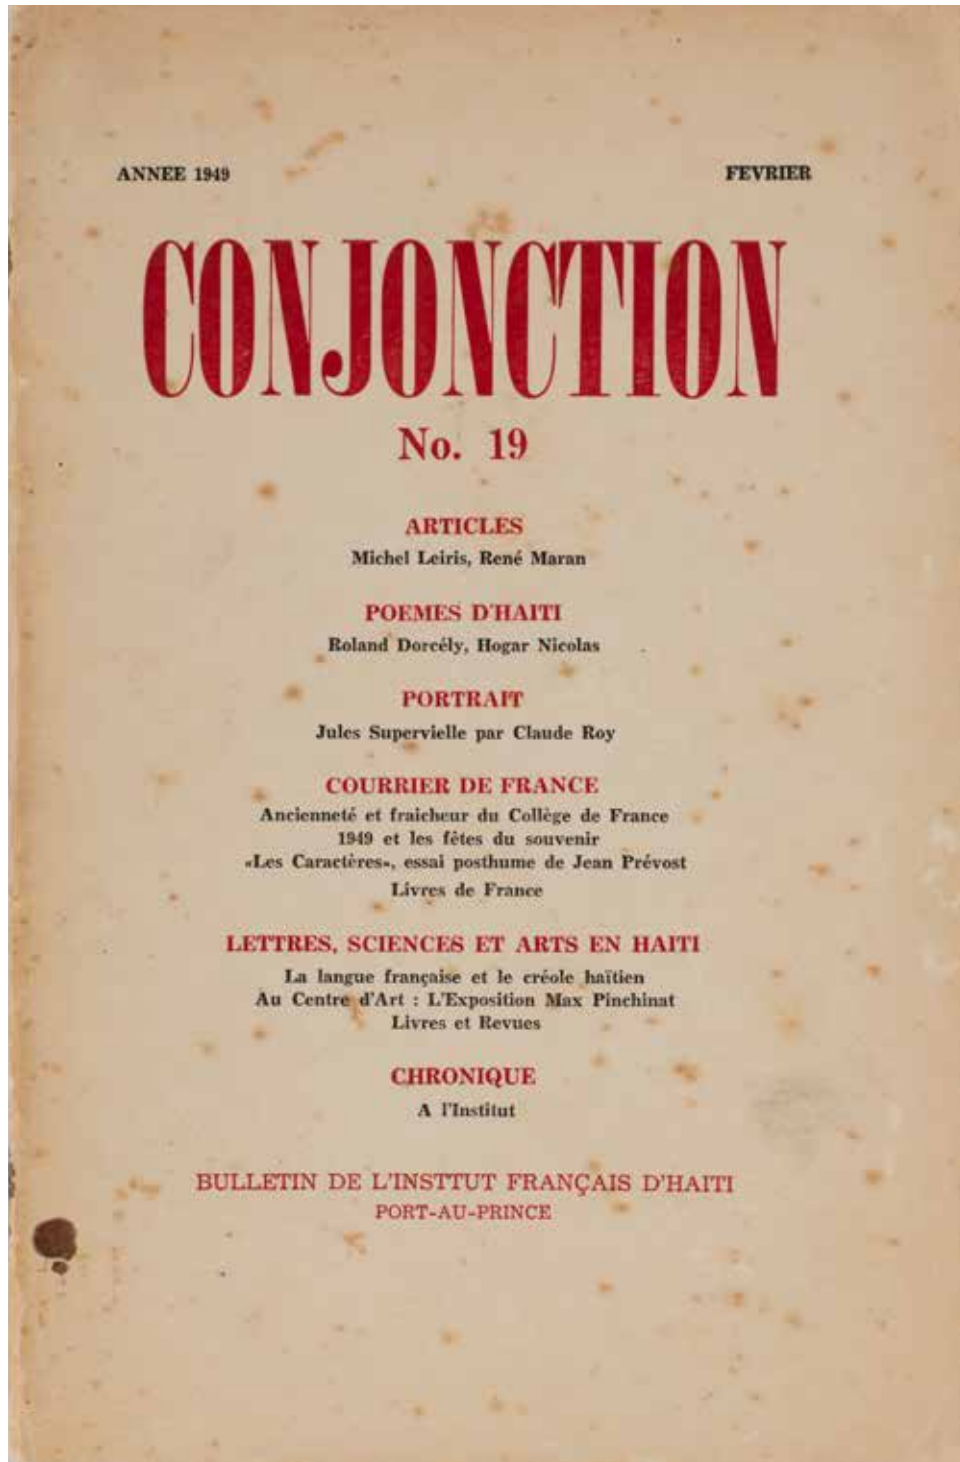 ANNEE 1949 FEVRIER
CONJONCTION
No. 19
ARTICLES
Michel Leiris, René Maran
POEMES D'HAITI
Roland Dorcély, Hogar Nicolas
PORTRAIT
Jules Supervielle par Claude Roy
COURRIER DE FRANCE
Ancienneté et fraicheur du Collège de France
1949 et les fêtes du souvenir
«Les Caractères», essai posthume de Jean Prévost
Livres de France
LETTRES, SCIENCES ET ARTS EN HAITI
La langue française et le créole haïtien
Au Centre d'Art : L'Exposition Max Pinchinat
Livres et Revues
CHRONIQUE
A l'Institut
BULLETIN DE L'INSTTUT FRANÇAIS D'HAITI
PORT-AU-PRINCE